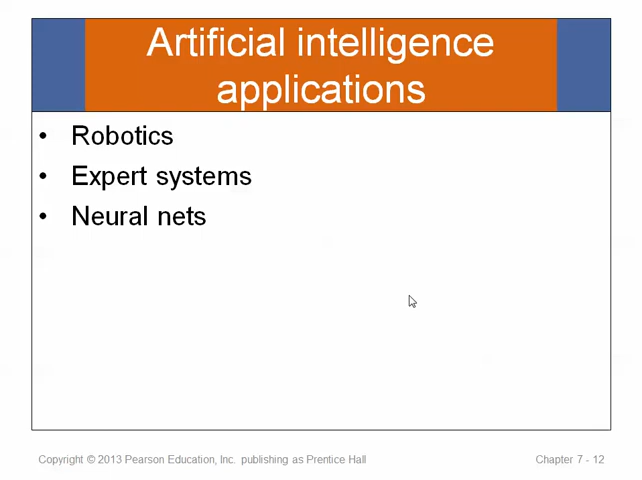 Artificial intelligence
applications
• Robotics
• Expert systems
• Neural nets
Copyright © 2013 Pearson Education, Inc. publishing as Prentice Hall
Chapter 7 - 12